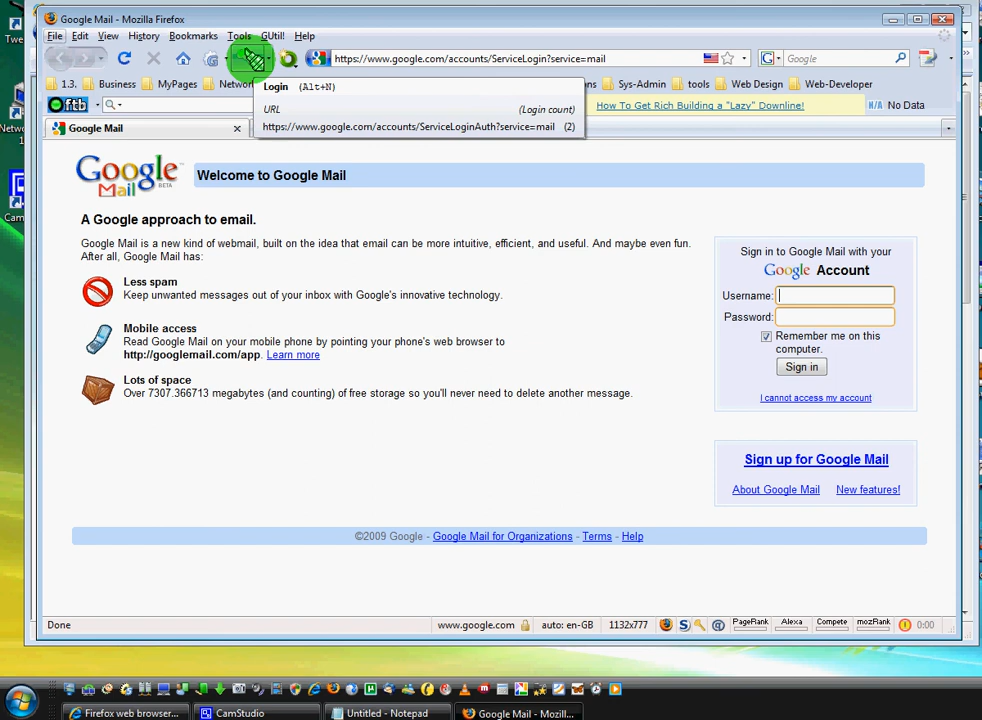 Google Mail - Mozilla Firefox
File Edit View History Bookmarks Tools GUtil! Help
https://www.google.com/accounts/ServiceLogin?service=mail
Google
1.3. Business MyPages Sys-Admin tools Web Design Web-Developer
Login (Alt+N)
URL (Login count)
https://www.google.com/accounts/ServiceLoginAuth?service=mail (2)
ftb
How To Get Rich Building a "Lazy" Downline!
N/A No Data
Google Mail
Google Mail BETA
Welcome to Google Mail
A Google approach to email.
Google Mail is a new kind of webmail, built on the idea that email can be more intuitive, efficient, and useful. And maybe even fun.
After all, Google Mail has:
Less spam
Keep unwanted messages out of your inbox with Google's innovative technology.
Mobile access
Read Google Mail on your mobile phone by pointing your phone's web browser to
http://googlemail.com/app. Learn more
Lots of space
Over 7307.366713 megabytes (and counting) of free storage so you'll never need to delete another message.
Sign in to Google Mail with your
Google Account
Username:
Password:
Remember me on this
computer.
Sign in
I cannot access my account
Sign up for Google Mail
About Google Mail New features!
©2009 Google - Google Mail for Organizations - Terms - Help
Done
www.google.com auto: en-GB 1132x777 PageRank Alexa Compete mozRank 0:00
Firefox web browser... CamStudio Untitled - Notepad Google Mail - Mozill...